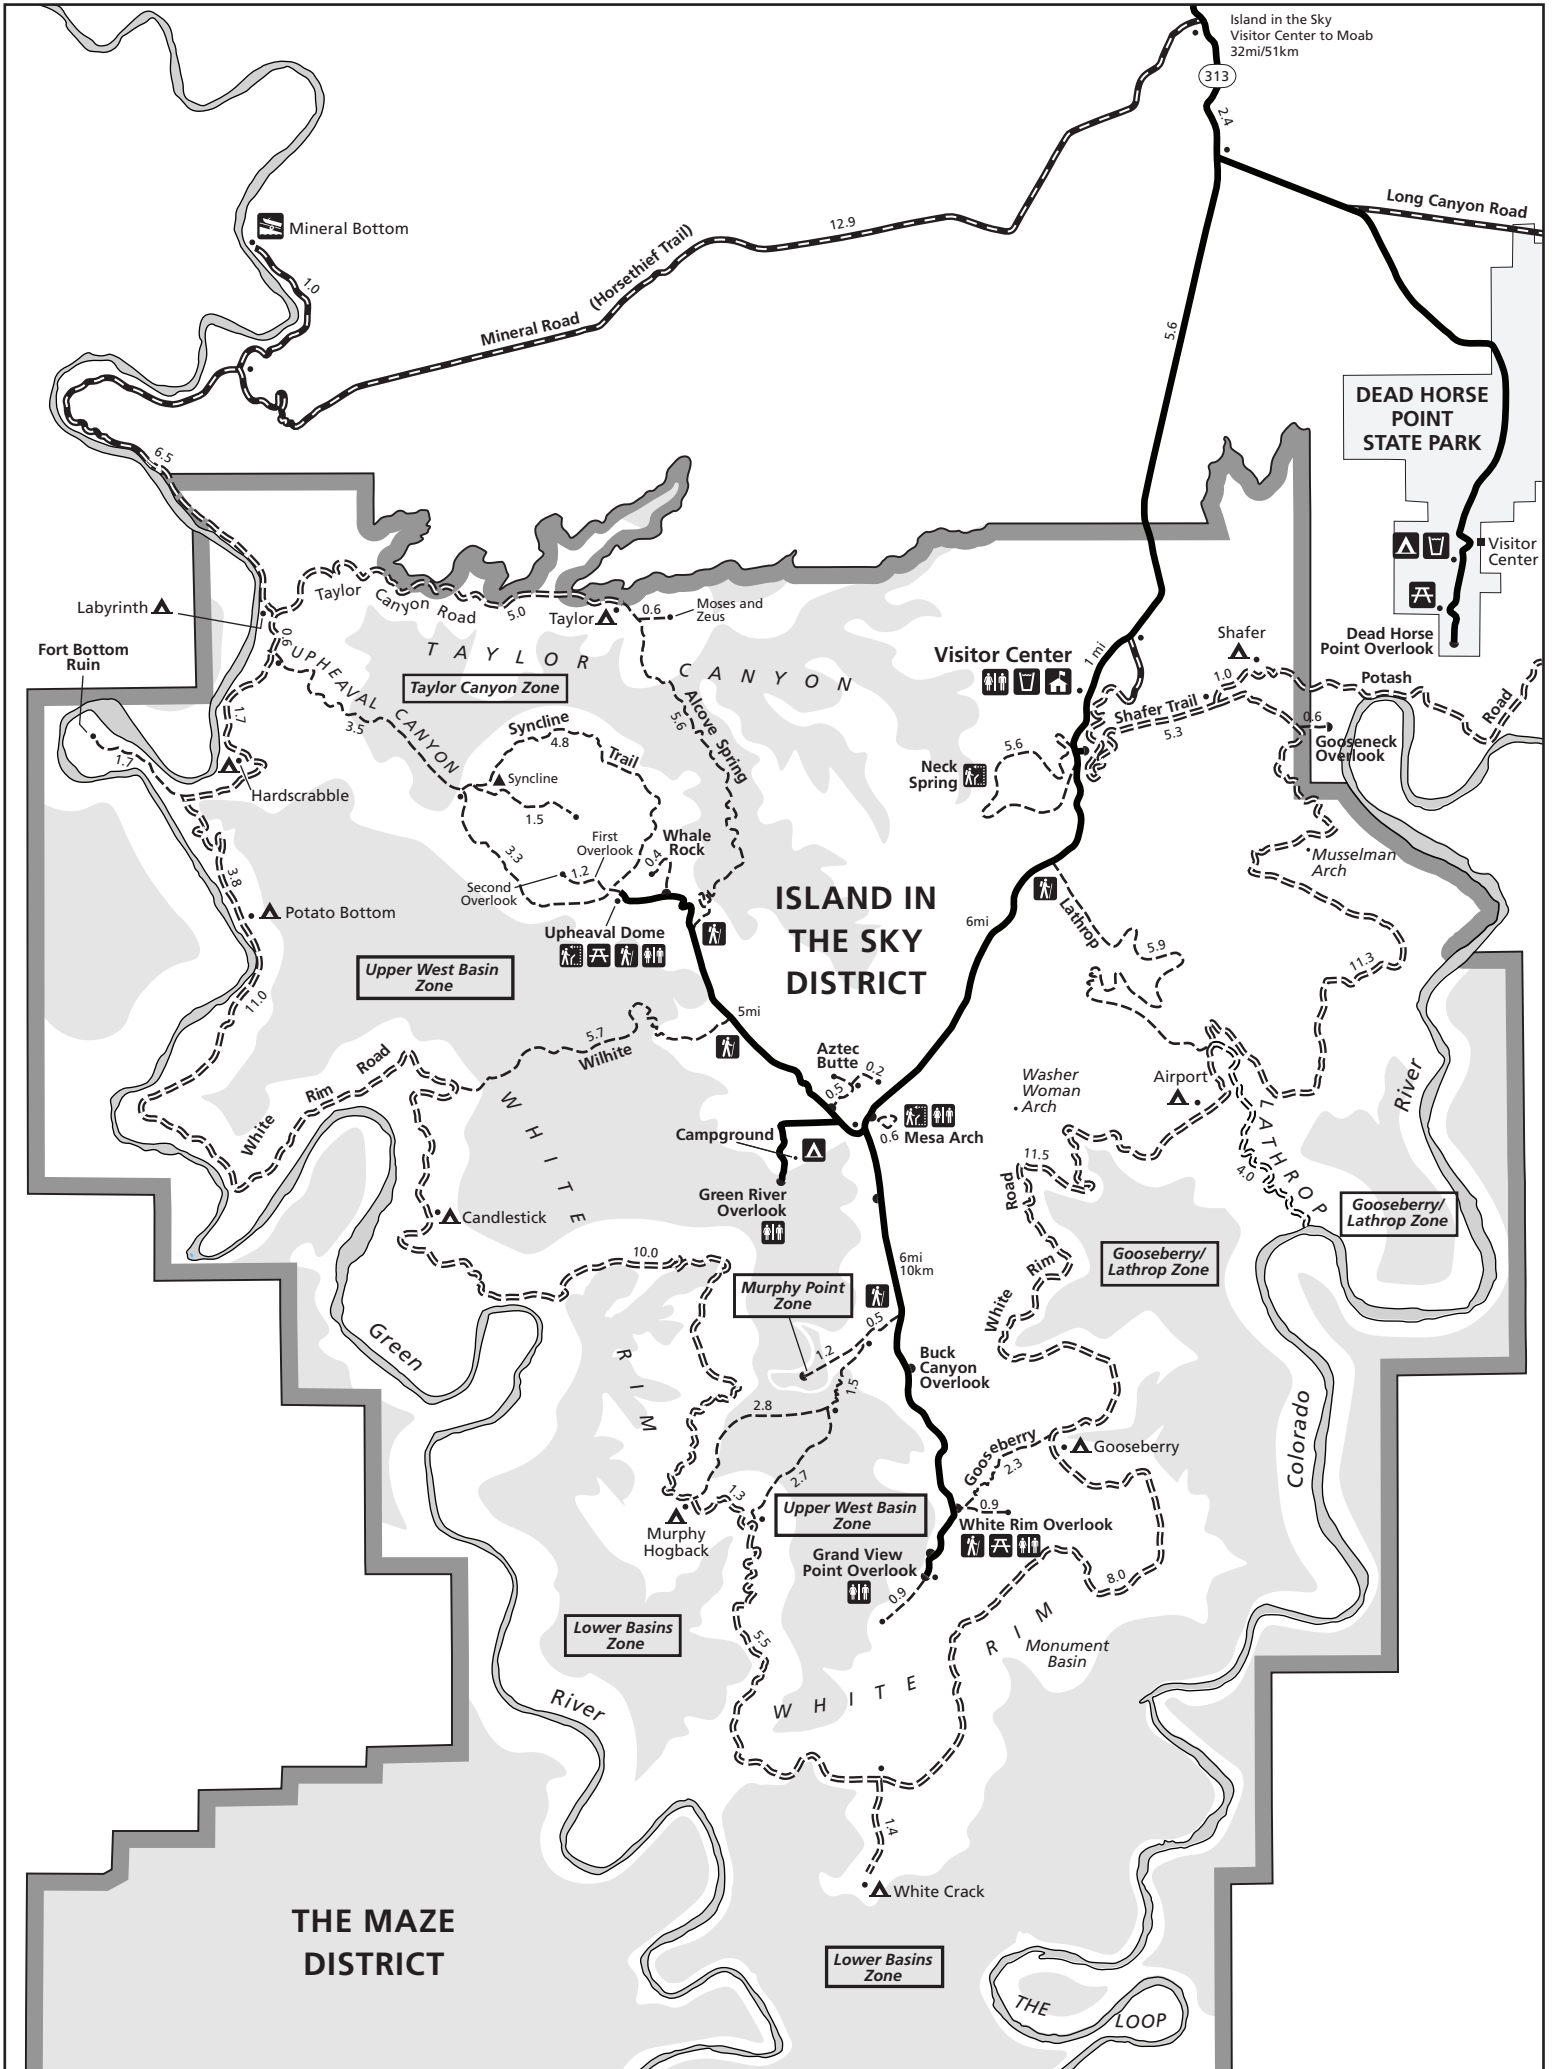 Island in the Sky
Visitor Center to Moab
32mi/51km
313
2.4
Long Canyon Road
Mineral Bottom
12.9
(Horsethief Trail)
1.0
Mineral Road
5.6
DEAD HORSE
POINT
STATE PARK
6.5
Visitor
Center
Taylor Canyon Road
5.0
Labyrinth
Taylor
0.6
Moses and
Zeus
Shafer
Dead Horse
Point Overlook
0.6
1 mi
Fort Bottom
Ruin
UPHEAVAL CANYON
TAYLOR CANYON
Visitor Center
Potash Road
1.0
Taylor Canyon Zone
Shafer Trail
5.3
0.6
Gooseneck
Overlook
1.7
3.5
Syncline Trail
4.8
Alcove Spring
5.6
5.6
Neck
Spring
1.7
Hardscrabble
Syncline
1.5
First
Overlook
Whale
Rock
0.4
3.3
1.2
Second
Overlook
Musselman
Arch
3.8
Potato Bottom
ISLAND IN
THE SKY
DISTRICT
6mi
Lathrop
5.9
Upheaval Dome
11.3
Upper West Basin
Zone
11.0
5mi
5.7
Wilhite
White Rim Road
Aztec
Butte
0.2
0.5
Washer
Woman
Arch
Airport
River
WHITE RIM
Campground
0.6
Mesa Arch
LATHROP
4.0
11.5
Green River
Overlook
Gooseberry/
Lathrop Zone
Candlestick
White Rim Road
Gooseberry/
Lathrop Zone
10.0
6mi
10km
Murphy Point
Zone
0.5
1.2
Green
Buck
Canyon
Overlook
1.5
2.8
Colorado
Gooseberry
2.3
Gooseberry
2.7
1.3
0.9
Upper West Basin
Zone
White Rim Overlook
Murphy
Hogback
Grand View
Point Overlook
0.9
8.0
Lower Basins
Zone
5.5
WHITE RIM
Monument
Basin
River
1.4
White Crack
THE MAZE
DISTRICT
Lower Basins
Zone
THE LOOP